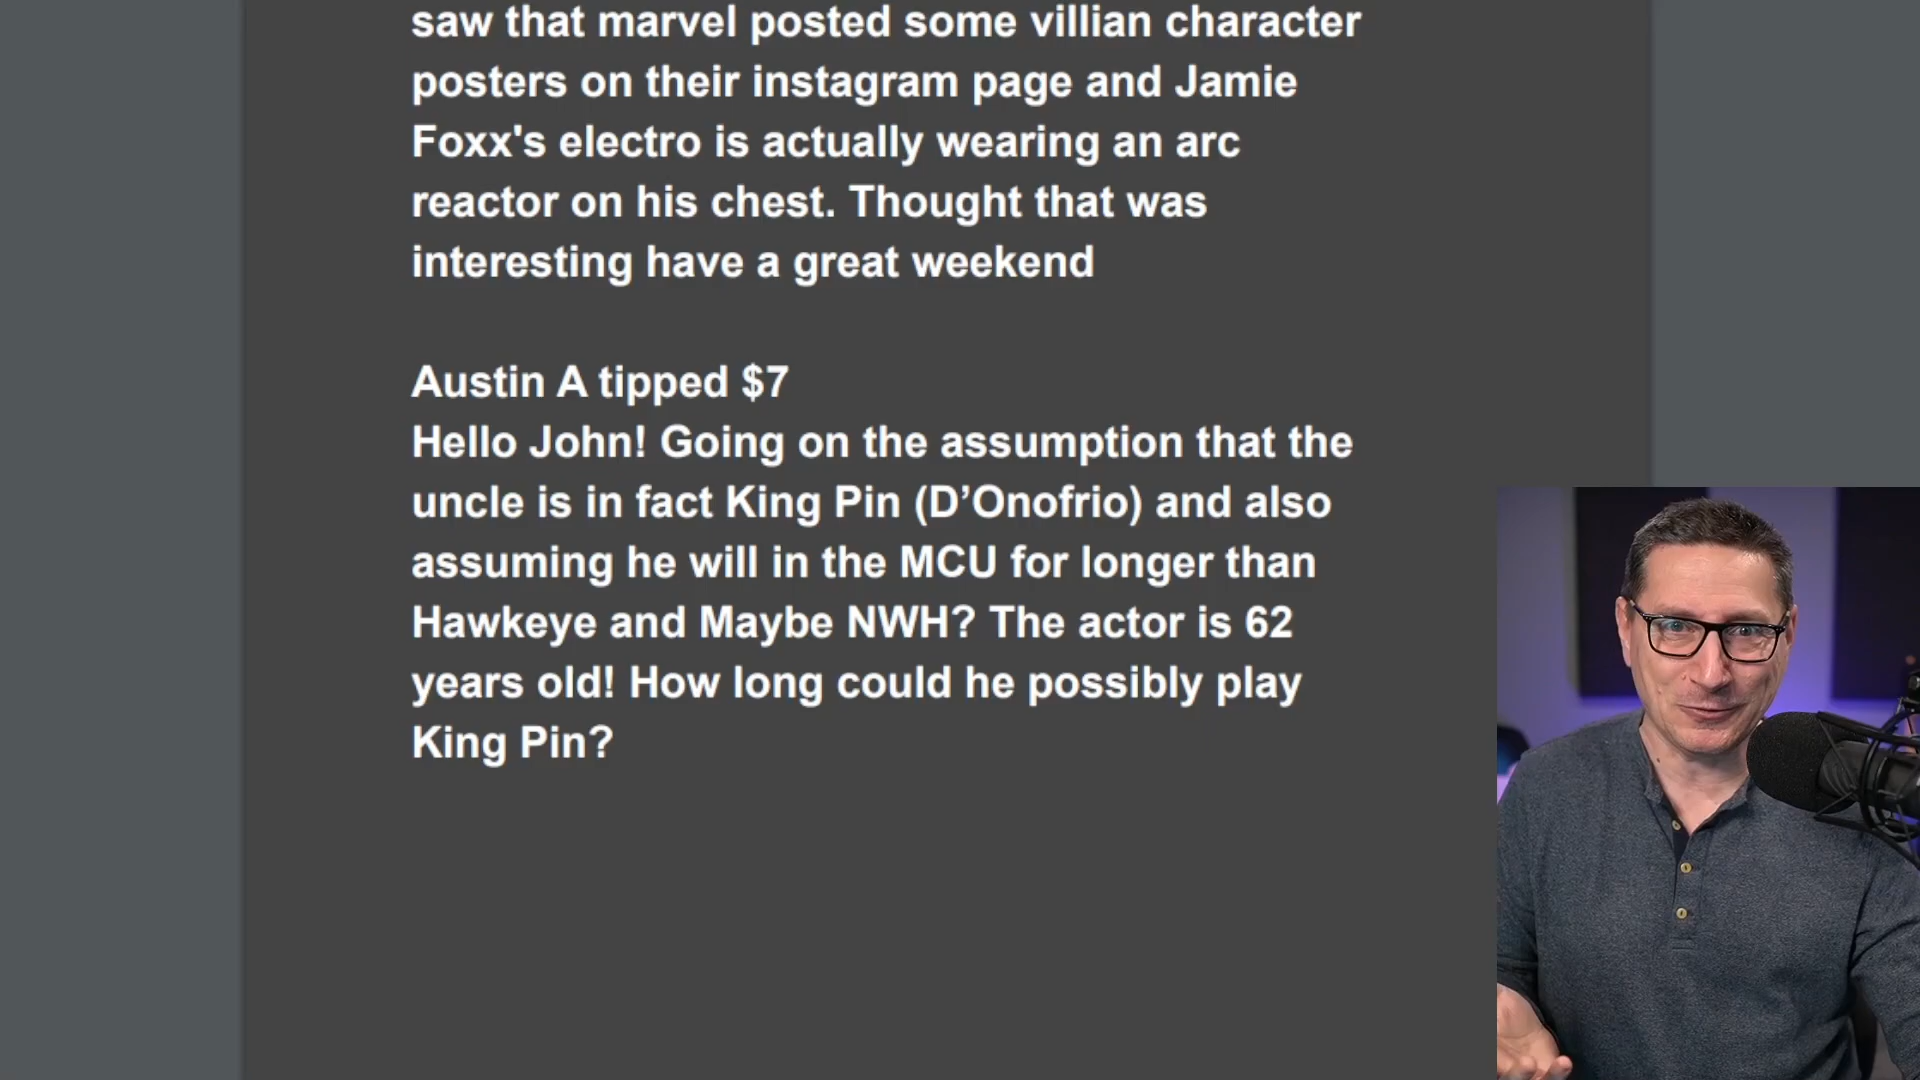 saw that marvel posted some villian character
posters on their instagram page and Jamie
Foxx's electro is actually wearing an arc
reactor on his chest. Thought that was
interesting have a great weekend
Austin A tipped $7
Hello John! Going on the assumption that the
uncle is in fact King Pin (D’Onofrio) and also
assuming he will in the MCU for longer than
Hawkeye and Maybe NWH? The actor is 62
years old! How long could he possibly play
King Pin?